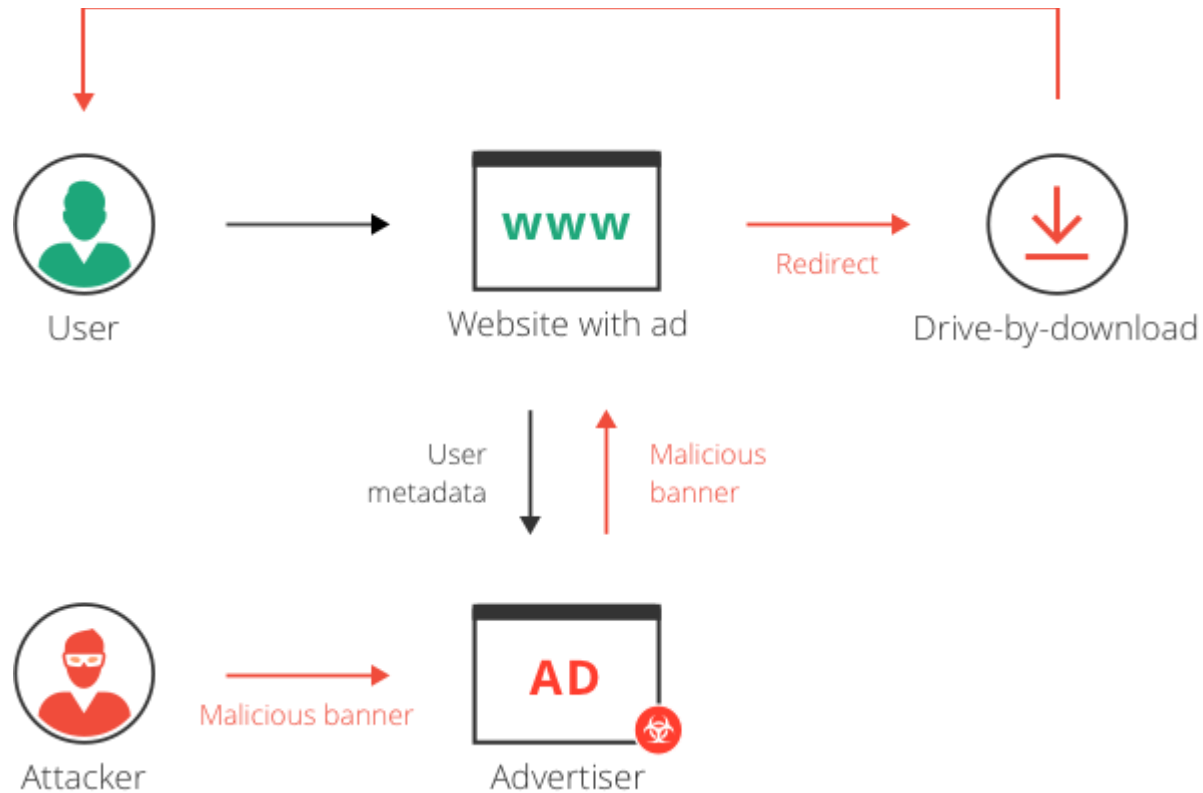 www
Redirect
User
Website with ad
Drive-by-download
User
metadata
Malicious
banner
AD
Malicious banner
Attacker
Advertiser